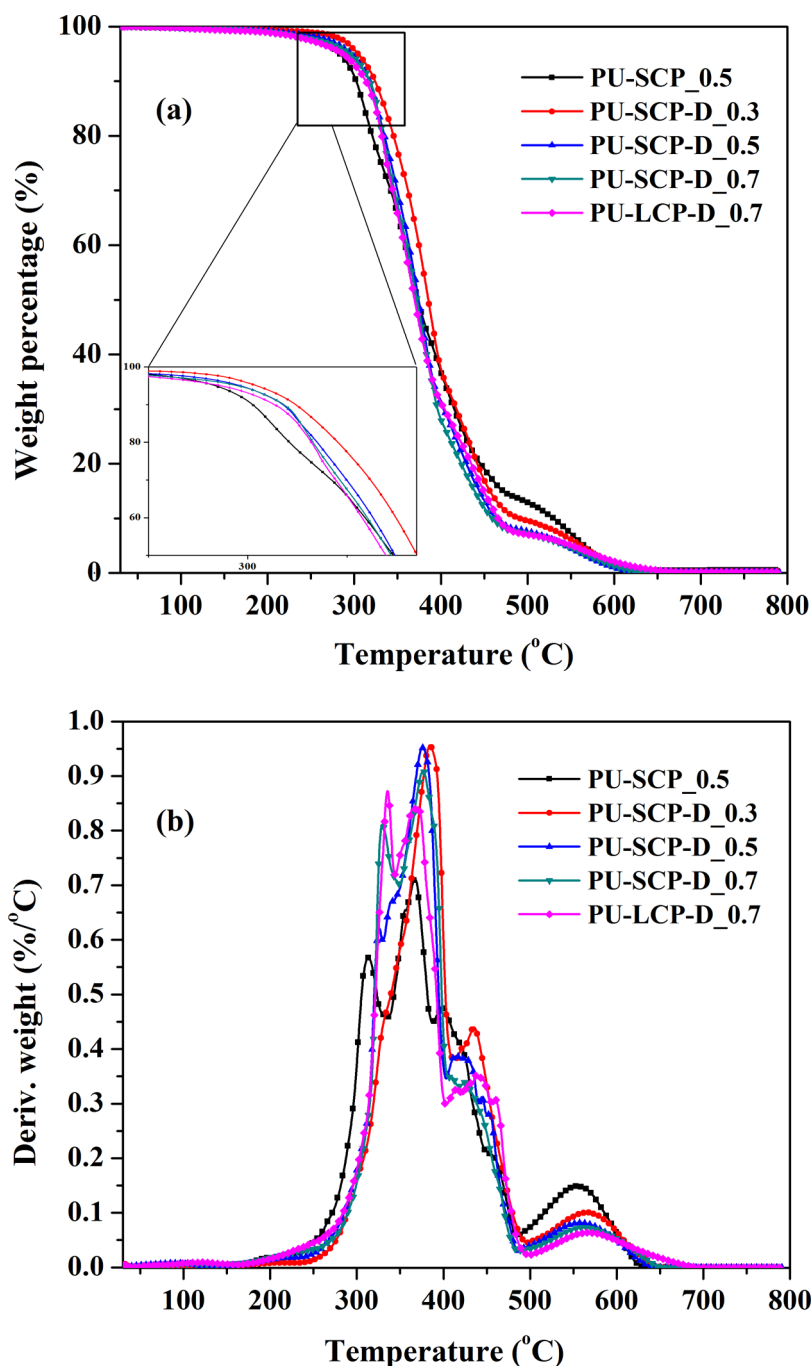 100
80
60
40
20
0
Weight percentage (%)
(a)
PU-SCP_0.5
PU-SCP-D_0.3
PU-SCP-D_0.5
PU-SCP-D_0.7
PU-LCP-D_0.7
100
80
60
300
100 200 300 400 500 600 700 800
Temperature (°C)
1.0
0.9
0.8
0.7
0.6
0.5
0.4
0.3
0.2
0.1
0.0
Deriv. weight (%/°C)
(b)
PU-SCP_0.5
PU-SCP-D_0.3
PU-SCP-D_0.5
PU-SCP-D_0.7
PU-LCP-D_0.7
100 200 300 400 500 600 700 800
Temperature (°C)